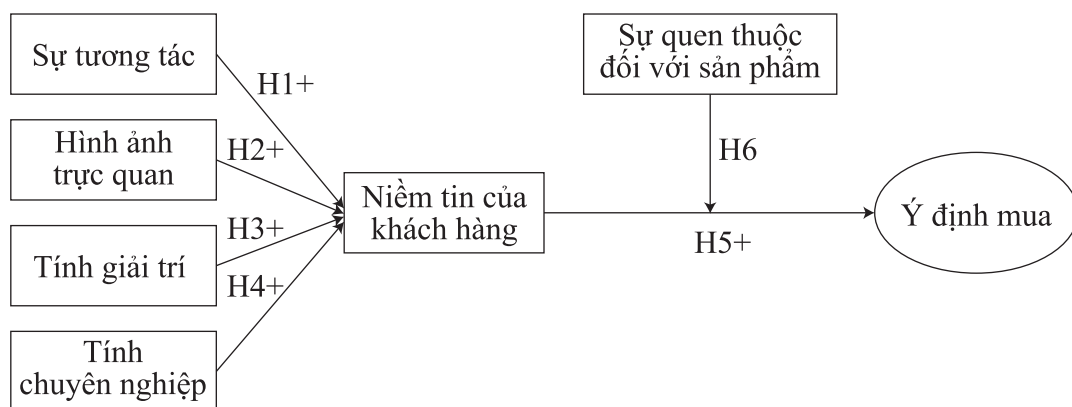 Sự tương tác
H1+
Hình ảnh
trực quan
H2+
Tính giải trí
H3+
Tính
chuyên nghiệp
H4+
Niềm tin của
khách hàng
Sự quen thuộc
đối với sản phẩm
H6
H5+
Ý định mua